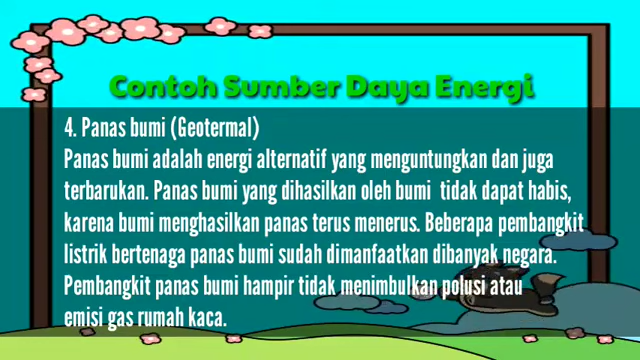 Contoh Sumber Daya Energi
4. Panas bumi (Geotermal)
Panas bumi adalah energi alternatif yang menguntungkan dan juga
terbarukan. Panas bumi yang dihasilkan oleh bumi tidak dapat habis,
karena bumi menghasilkan panas terus menerus. Beberapa pembangkit
listrik bertenaga panas bumi sudah dimanfaatkan dibanyak negara.
Pembangkit panas bumi hampir tidak menimbulkan polusi atau
emisi gas rumah kaca.